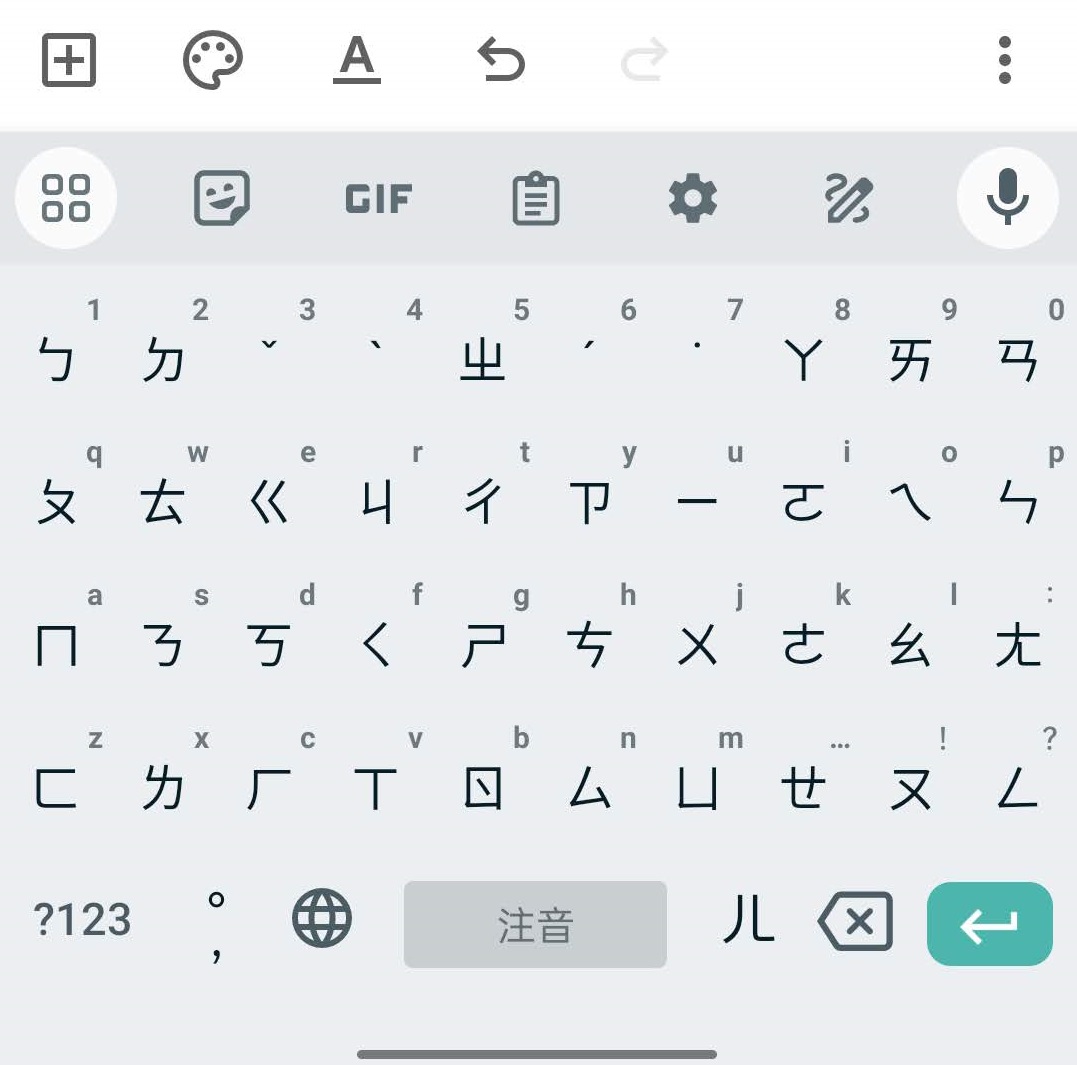 A
GIF
1 2 3 4 5 6 7 8 9 0
ㄅ ㄉ ˇ ˋ ㄓ ˊ ˙ ㄚ ㄞ ㄢ
q w e r t y u i o p
ㄆ ㄊ ㄍ ㄐ ㄔ ㄗ ㄧ ㄛ ㄟ ㄣ
a s d f g h j k l :
ㄇ ㄋ ㄎ ㄑ ㄕ ㄘ ㄨ ㄜ ㄠ ㄤ
z x c v b n m … ! ?
ㄈ ㄌ ㄏ ㄒ ㄖ ㄙ ㄩ ㄝ ㄡ ㄥ
?123 ° , 注音 ㄦ